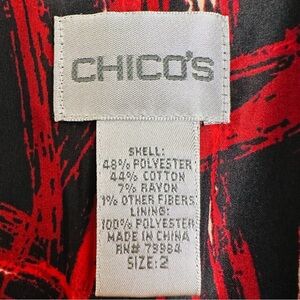 CHICO'S
SHELL:
48% POLYESTER
44% COTTON
7% RAYON
1% OTHER FIBERS
LINING:
100% POLYESTER
MADE IN CHINA
RN# 79984
SIZE: 2